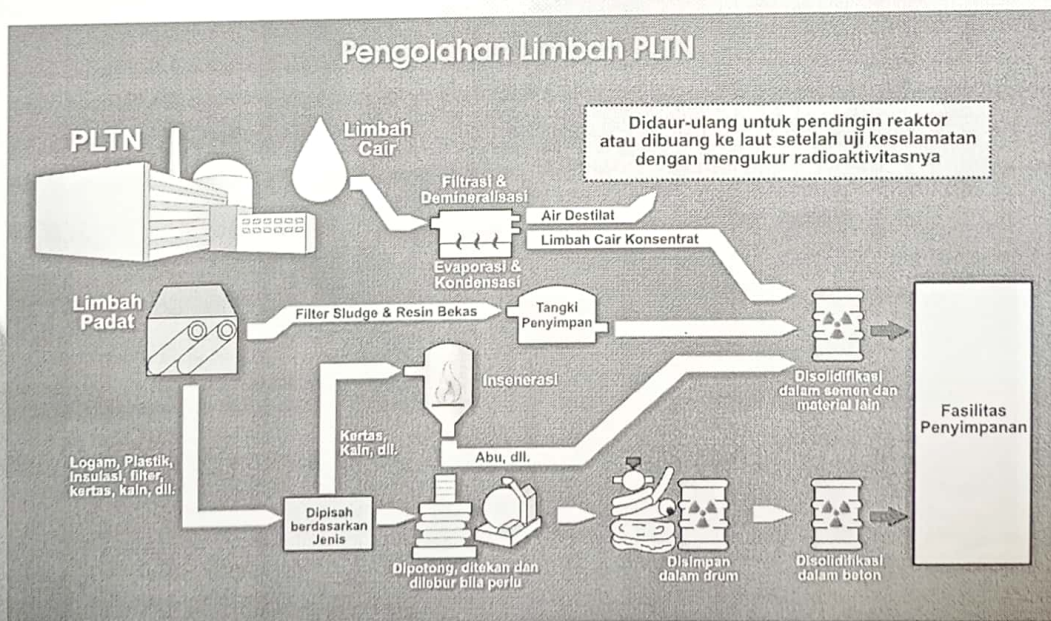 Pengolahan Limbah PLTN
PLTN
Limbah
Cair
Didaur-ulang untuk pendingin reaktor
atau dibuang ke laut setelah uji keselamatan
dengan mengukur radioaktivitasnya
Filtrasi &
Demineralisasi
Air Destilat
Limbah Cair Konsentrat
Evaporasi &
Kondensasi
Limbah
Padat
Filter Sludge & Resin Bekas
Tangki
Penyimpan
Disolidifikasi
dalam semen dan
material lain
Insenerasi
Fasilitas
Penyimpanan
Kertas,
Kain, dll.
Abu, dll.
Logam, Plastik,
Insulasi, filter,
kertas, kain, dll.
Dipisah
berdasarkan
Jenis
Dipotong, ditekan dan
dilebur bila perlu
Disimpan
dalam drum
Disolidifikasi
dalam beton